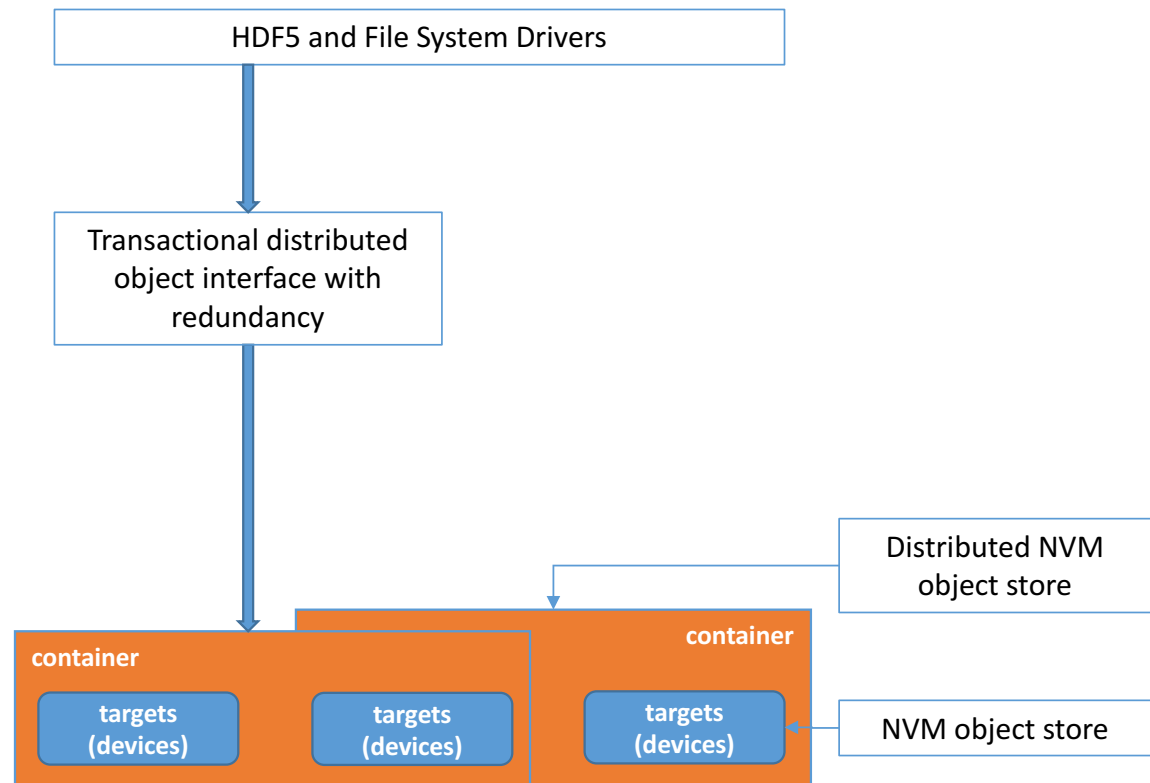 HDF5 and File System Drivers
Transactional distributed
object interface with
redundancy
Distributed NVM
object store
container
container
targets
(devices)
targets
(devices)
targets
(devices)
NVM object store